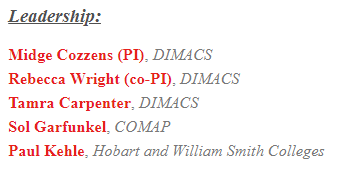 Leadership:
Midge Cozzens (PI), DIMACS
Rebecca Wright (co-PI), DIMACS
Tamra Carpenter, DIMACS
Sol Garfunkel, COMAP
Paul Kehle, Hobart and William Smith Colleges